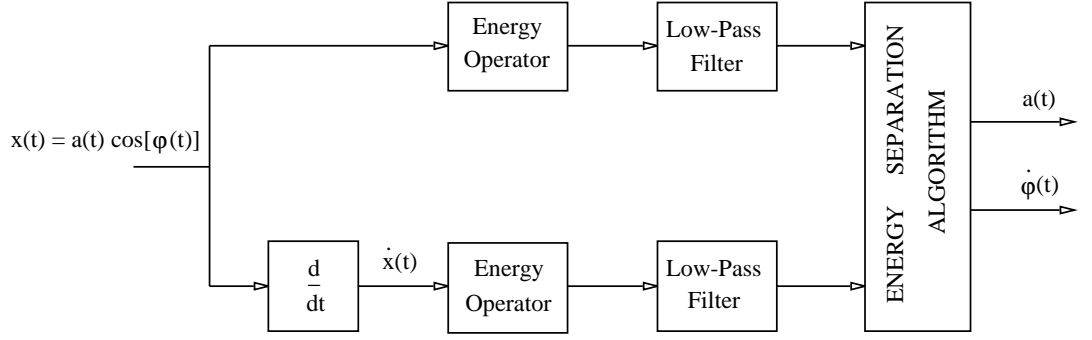 Energy
Operator
Low-Pass
Filter
x(t) = a(t) cos[φ(t)]
d
dt
ẋ(t)
Energy
Operator
Low-Pass
Filter
ENERGY SEPARATION
ALGORITHM
a(t)
φ̇(t)